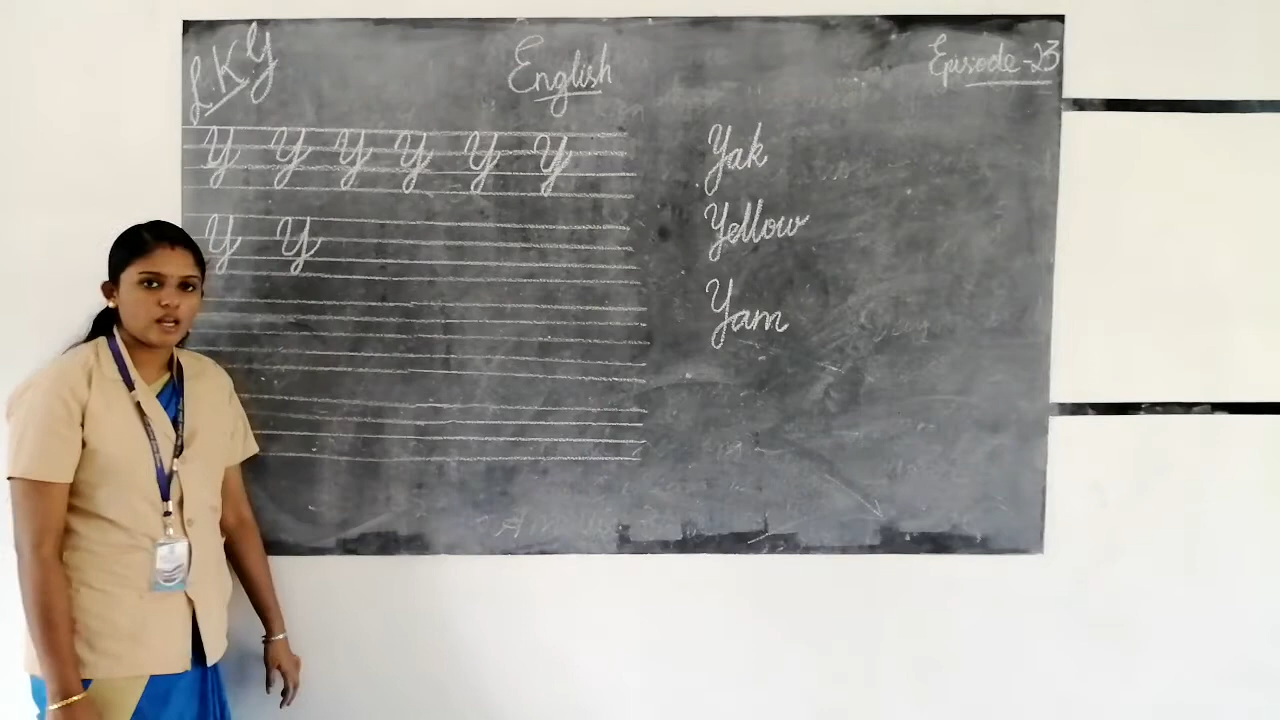 L.K.G
English
Episode-23
Y Y Y Y Y Y
Y Y
Yak
Yellow
Yam